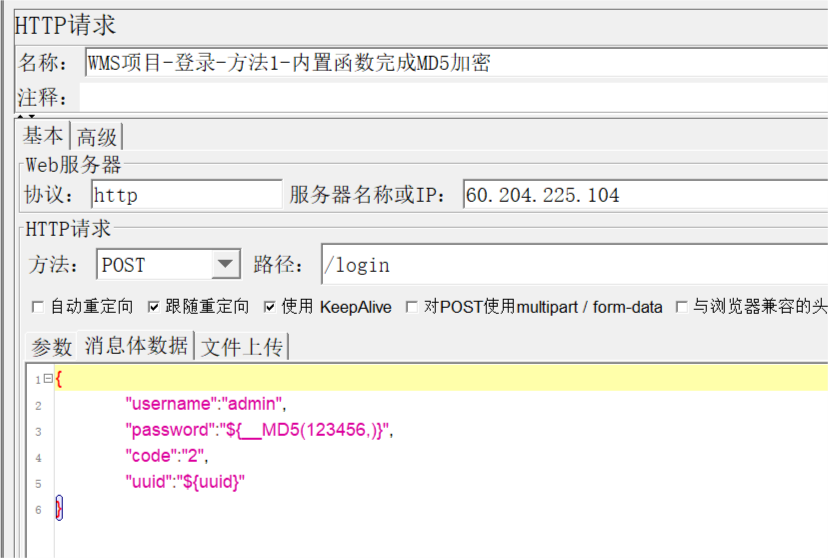 HTTP请求
名称： WMS项目-登录-方法1-内置函数完成MD5加密
注释：
基本 高级
Web服务器
协议： http 服务器名称或IP： 60.204.225.104
HTTP请求
方法： POST 路径： /login
自动重定向 跟随重定向 使用 KeepAlive 对POST使用multipart / form-data 与浏览器兼容的头
参数 消息体数据 文件上传
1 {
2 "username":"admin",
3 "password":"${__MD5(123456,)}",
4 "code":"2",
5 "uuid":"${uuid}"
6 }